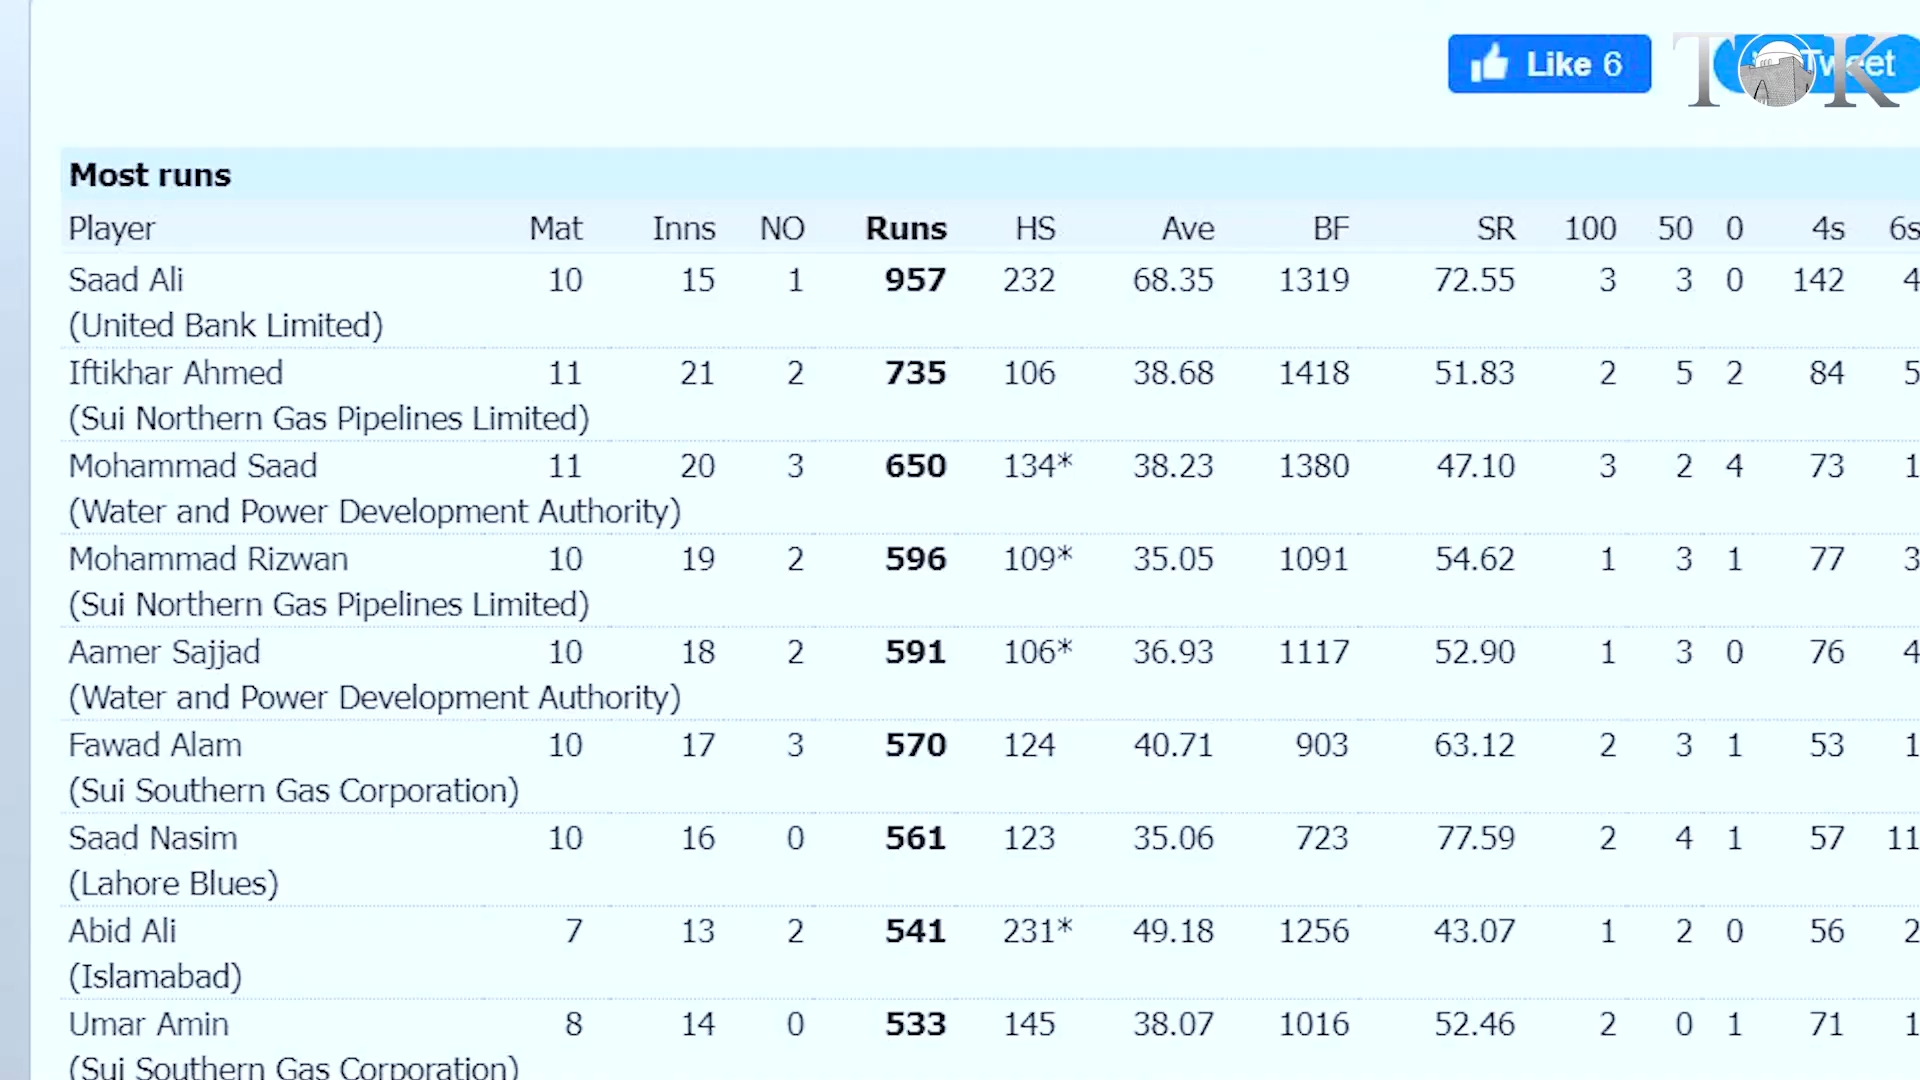 Like 6
Tweet
TOK
Most runs
Player Mat Inns NO Runs HS Ave BF SR 100 50 0 4s 6s
Saad Ali 10 15 1 957 232 68.35 1319 72.55 3 3 0 142 4
(United Bank Limited)
Iftikhar Ahmed 11 21 2 735 106 38.68 1418 51.83 2 5 2 84 5
(Sui Northern Gas Pipelines Limited)
Mohammad Saad 11 20 3 650 134* 38.23 1380 47.10 3 2 4 73 1
(Water and Power Development Authority)
Mohammad Rizwan 10 19 2 596 109* 35.05 1091 54.62 1 3 1 77 3
(Sui Northern Gas Pipelines Limited)
Aamer Sajjad 10 18 2 591 106* 36.93 1117 52.90 1 3 0 76 4
(Water and Power Development Authority)
Fawad Alam 10 17 3 570 124 40.71 903 63.12 2 3 1 53 1
(Sui Southern Gas Corporation)
Saad Nasim 10 16 0 561 123 35.06 723 77.59 2 4 1 57 11
(Lahore Blues)
Abid Ali 7 13 2 541 231* 49.18 1256 43.07 1 2 0 56 2
(Islamabad)
Umar Amin 8 14 0 533 145 38.07 1016 52.46 2 0 1 71 1
(Sui Southern Gas Corporation)